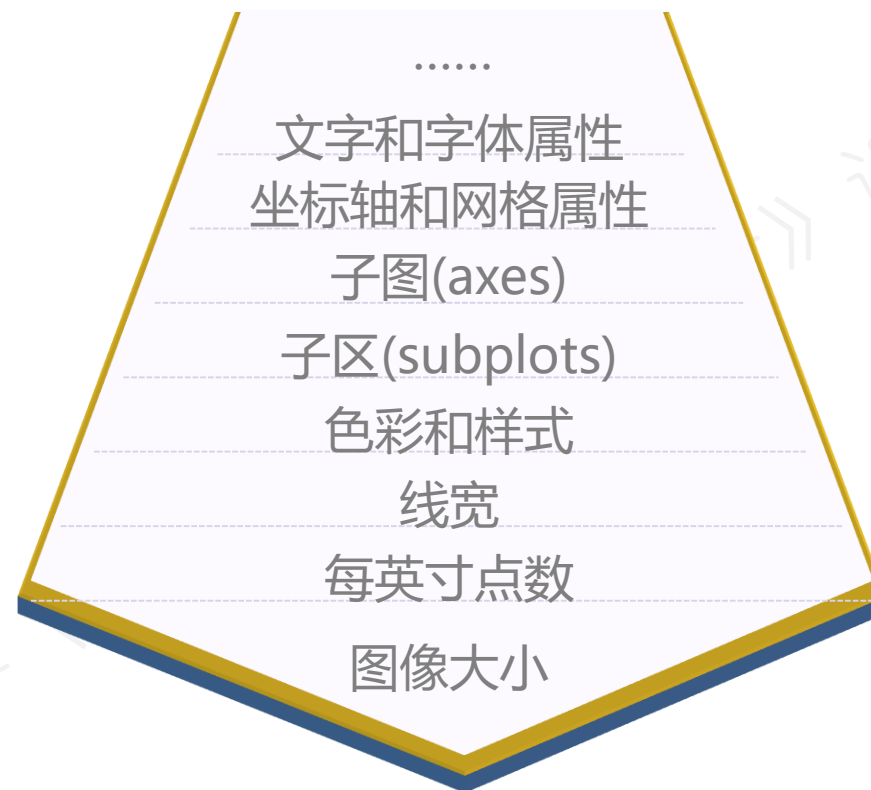 ......
文字和字体属性
坐标轴和网格属性
子图(axes)
子区(subplots)
色彩和样式
线宽
每英寸点数
图像大小